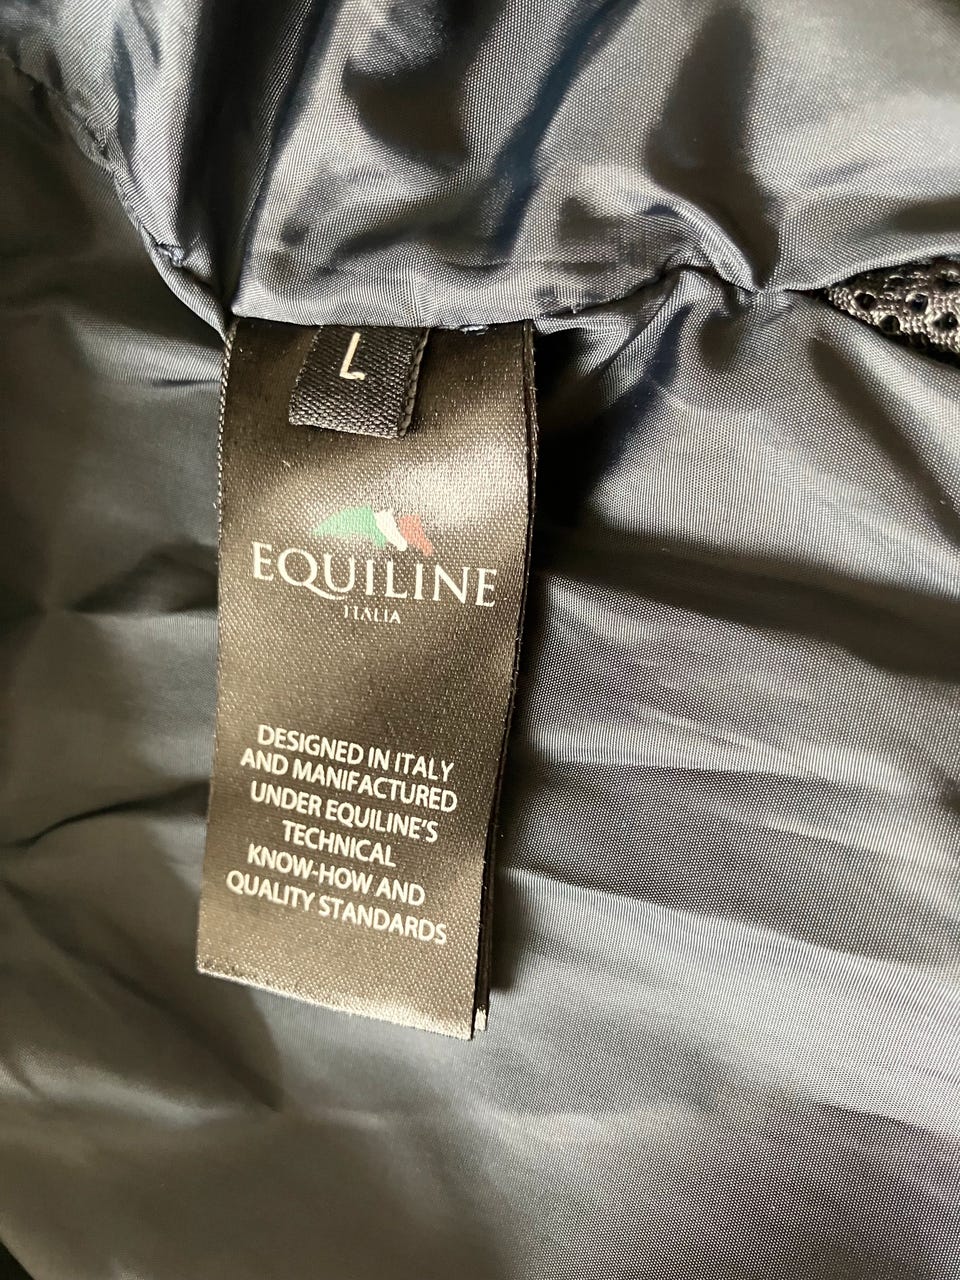 L
EQUILINE
ITALIA
DESIGNED IN ITALY
AND MANIFACTURED
UNDER EQUILINE'S
TECHNICAL
KNOW-HOW AND
QUALITY STANDARDS